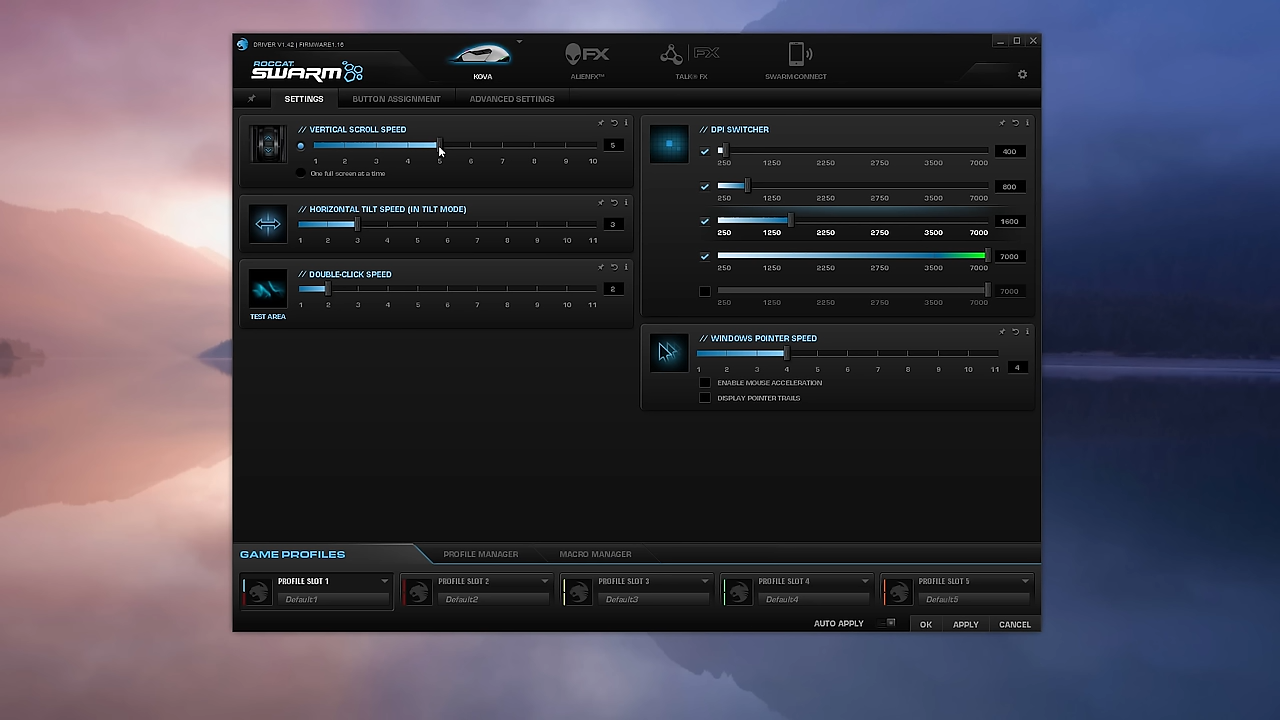 DRIVER V1.42 | FIRMWARE1.16
ROCCAT
SWARM
KOVA
FX
ALIENFX™
FX
TALK® FX
SWARM CONNECT
SETTINGS
BUTTON ASSIGNMENT
ADVANCED SETTINGS
// VERTICAL SCROLL SPEED
5
1 2 3 4 5 6 7 8 9 10
One full screen at a time
// HORIZONTAL TILT SPEED (IN TILT MODE)
3
1 2 3 4 5 6 7 8 9 10 11
// DOUBLE-CLICK SPEED
2
1 2 3 4 5 6 7 8 9 10 11
TEST AREA
// DPI SWITCHER
400
250 1250 1250 2750 3500 7000
800
250 1250 2250 2750 3500 7000
1600
250 1250 2250 2750 3500 7000
7000
250 1250 2250 2750 3500 7000
7000
250 1250 2250 2750 3500 7000
// WINDOWS POINTER SPEED
1 2 3 4 5 6 7 8 9 10 11
4
ENABLE MOUSE ACCELERATION
DISPLAY POINTER TRAILS
GAME PROFILES
PROFILE MANAGER
MACRO MANAGER
PROFILE SLOT 1
Default1
PROFILE SLOT 2
Default2
PROFILE SLOT 3
Default3
PROFILE SLOT 4
Default4
PROFILE SLOT 5
Default5
AUTO APPLY
OK
APPLY
CANCEL